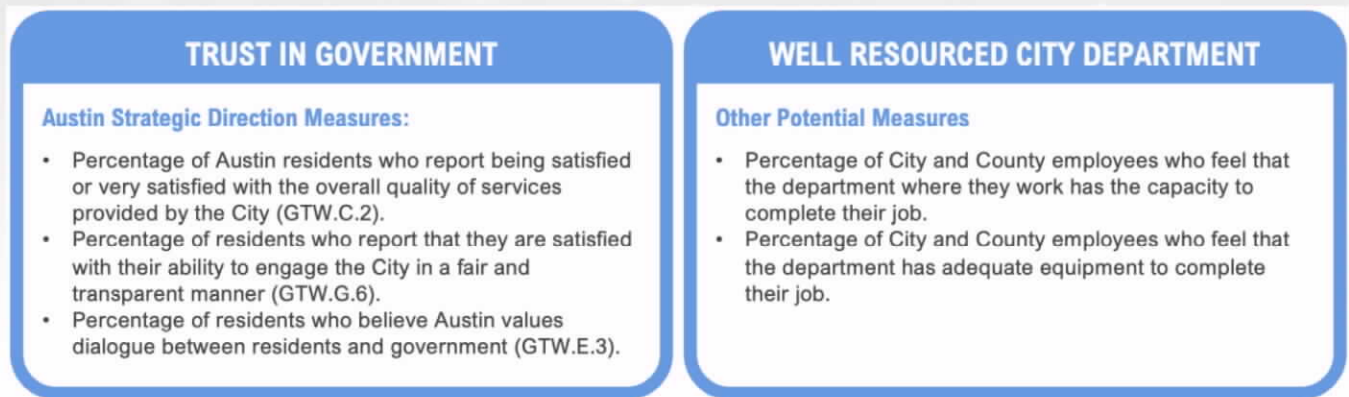 TRUST IN GOVERNMENT
Austin Strategic Direction Measures:
• Percentage of Austin residents who report being satisfied
or very satisfied with the overall quality of services
provided by the City (GTW.C.2).
• Percentage of residents who report that they are satisfied
with their ability to engage the City in a fair and
transparent manner (GTW.G.6).
• Percentage of residents who believe Austin values
dialogue between residents and government (GTW.E.3).
WELL RESOURCED CITY DEPARTMENT
Other Potential Measures
• Percentage of City and County employees who feel that
the department where they work has the capacity to
complete their job.
• Percentage of City and County employees who feel that
the department has adequate equipment to complete
their job.